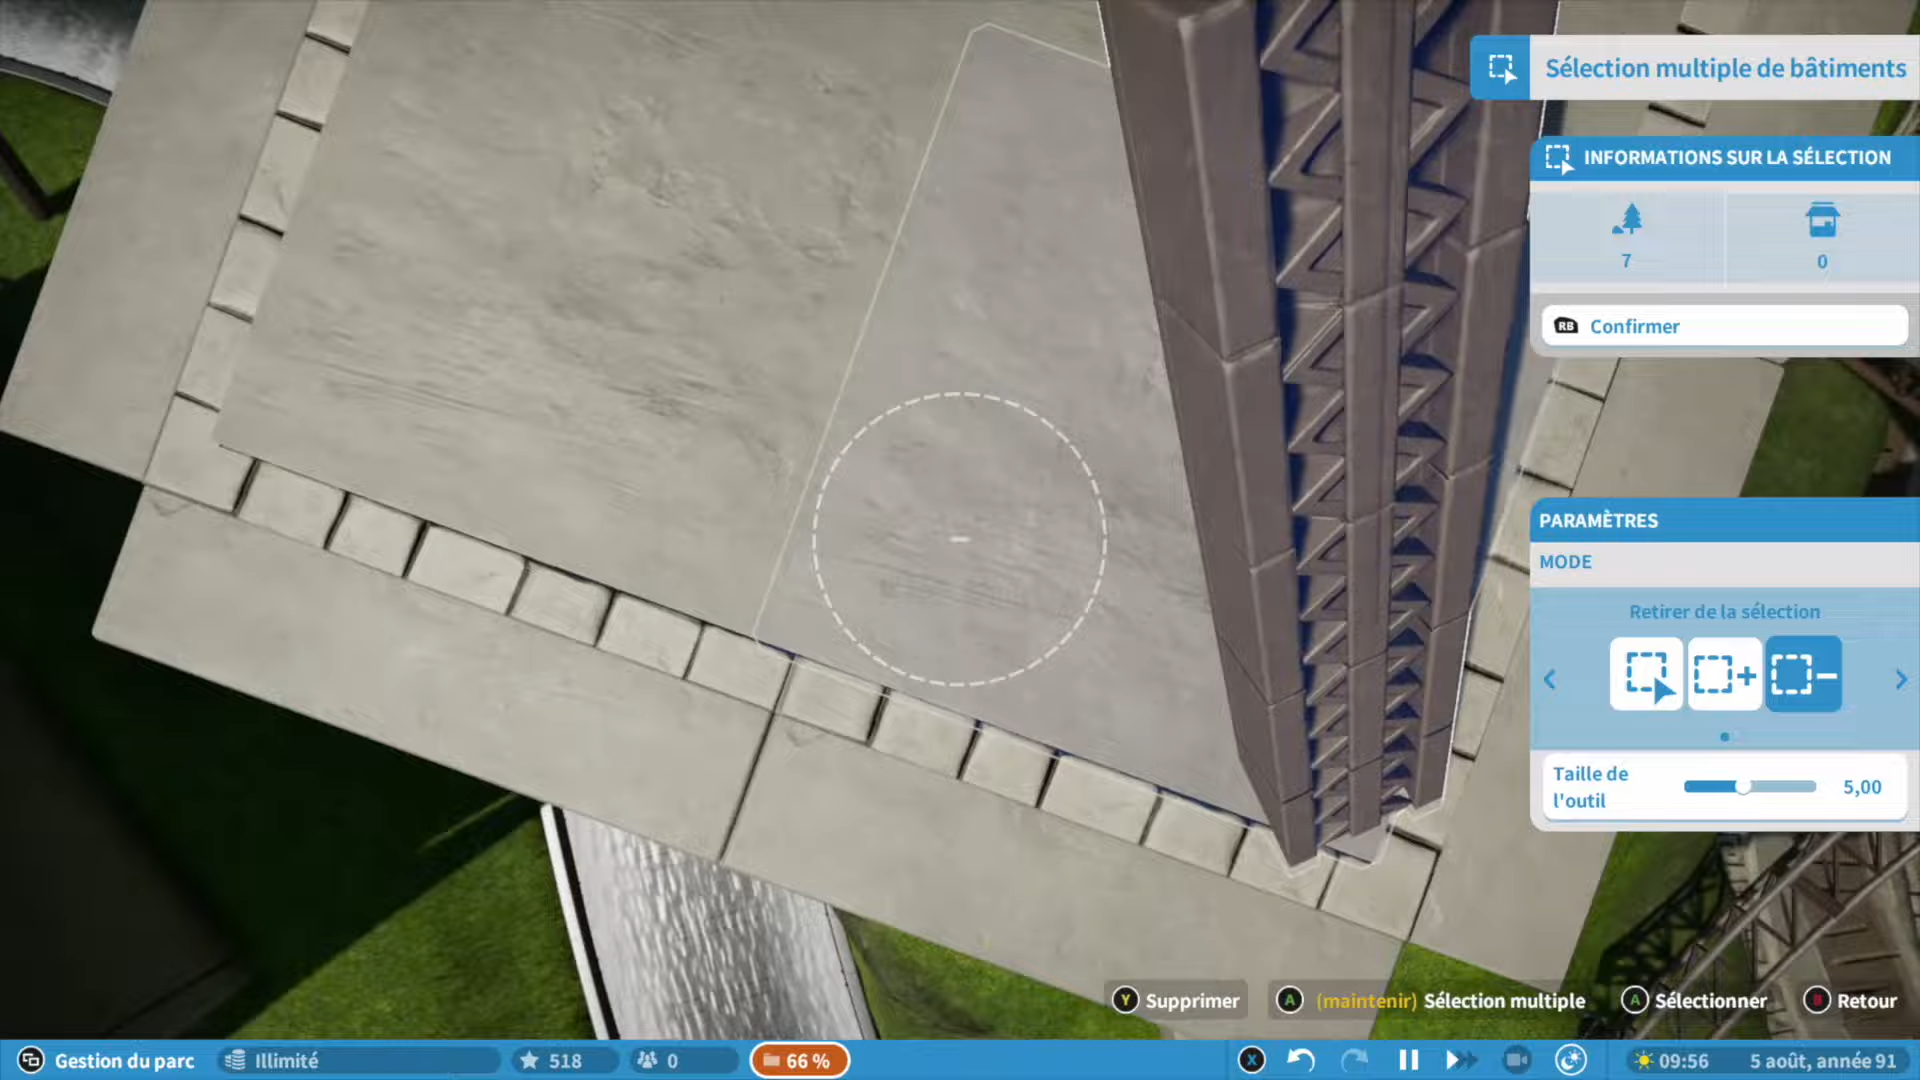 Sélection multiple de bâtiments
INFORMATIONS SUR LA SÉLECTION
7
0
RB Confirmer
PARAMÈTRES
MODE
Retirer de la sélection
Taille de
l'outil
5,00
Y Supprimer
A (maintenir) Sélection multiple
A Sélectionner
B Retour
Gestion du parc
Illimité
518
0
66 %
X
09:56
5 août, année 91